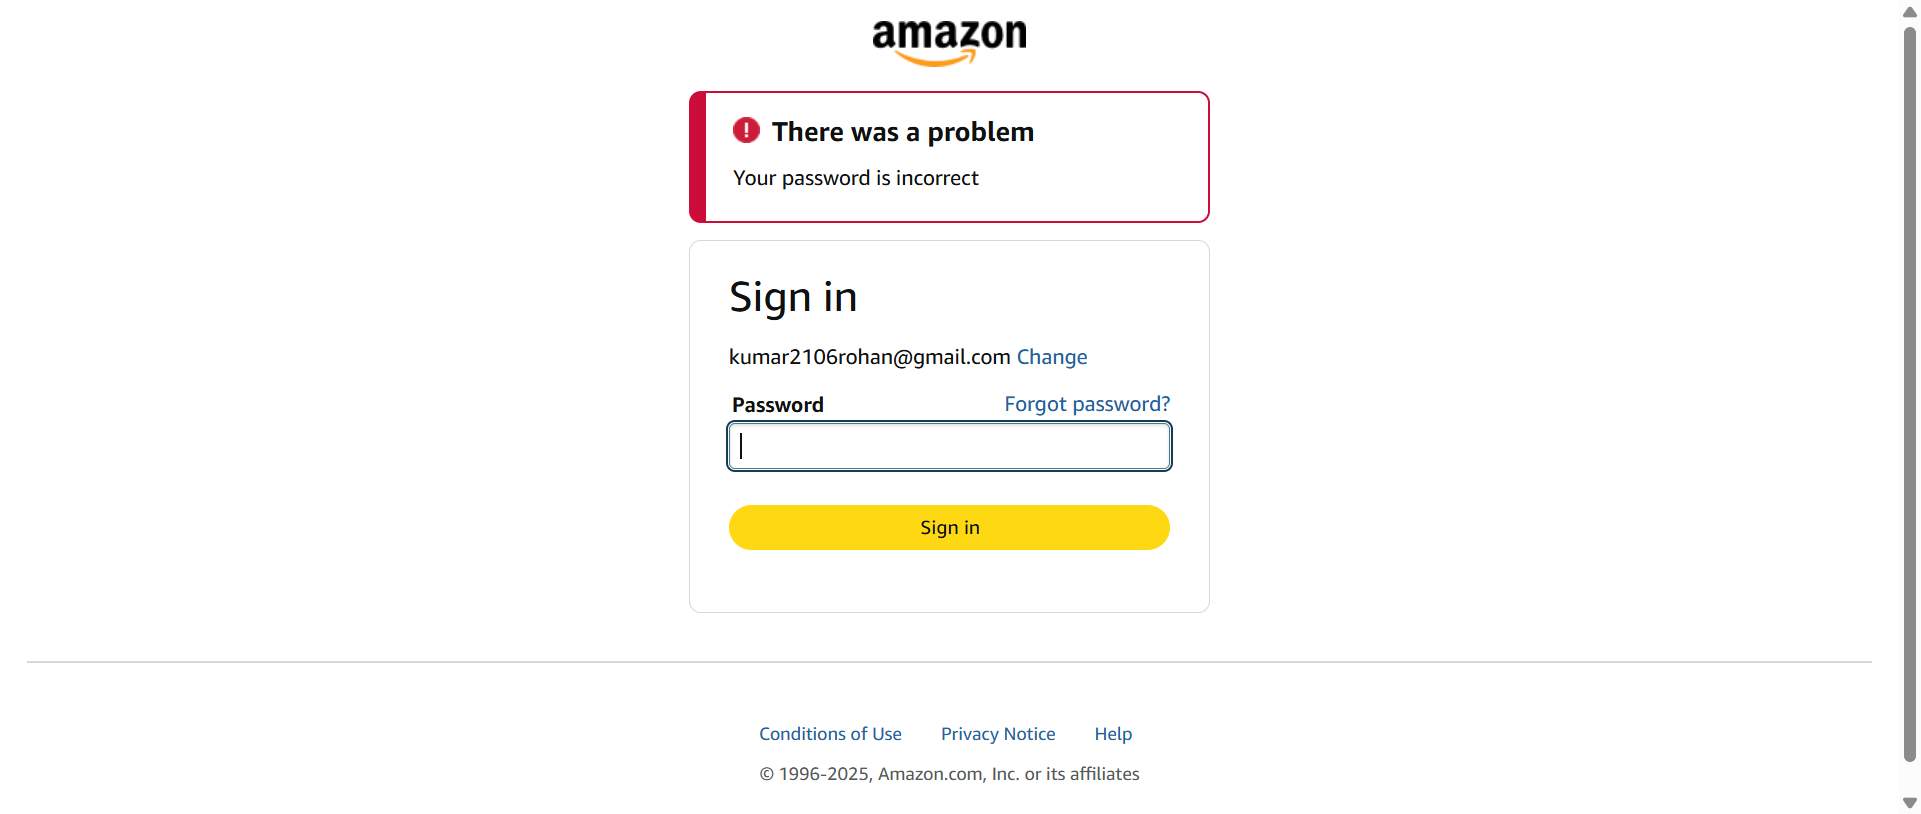 amazon
There was a problem
Your password is incorrect
Sign in
kumar2106rohan@gmail.com Change
Password Forgot password?
Sign in
Conditions of Use Privacy Notice Help
© 1996-2025, Amazon.com, Inc. or its affiliates